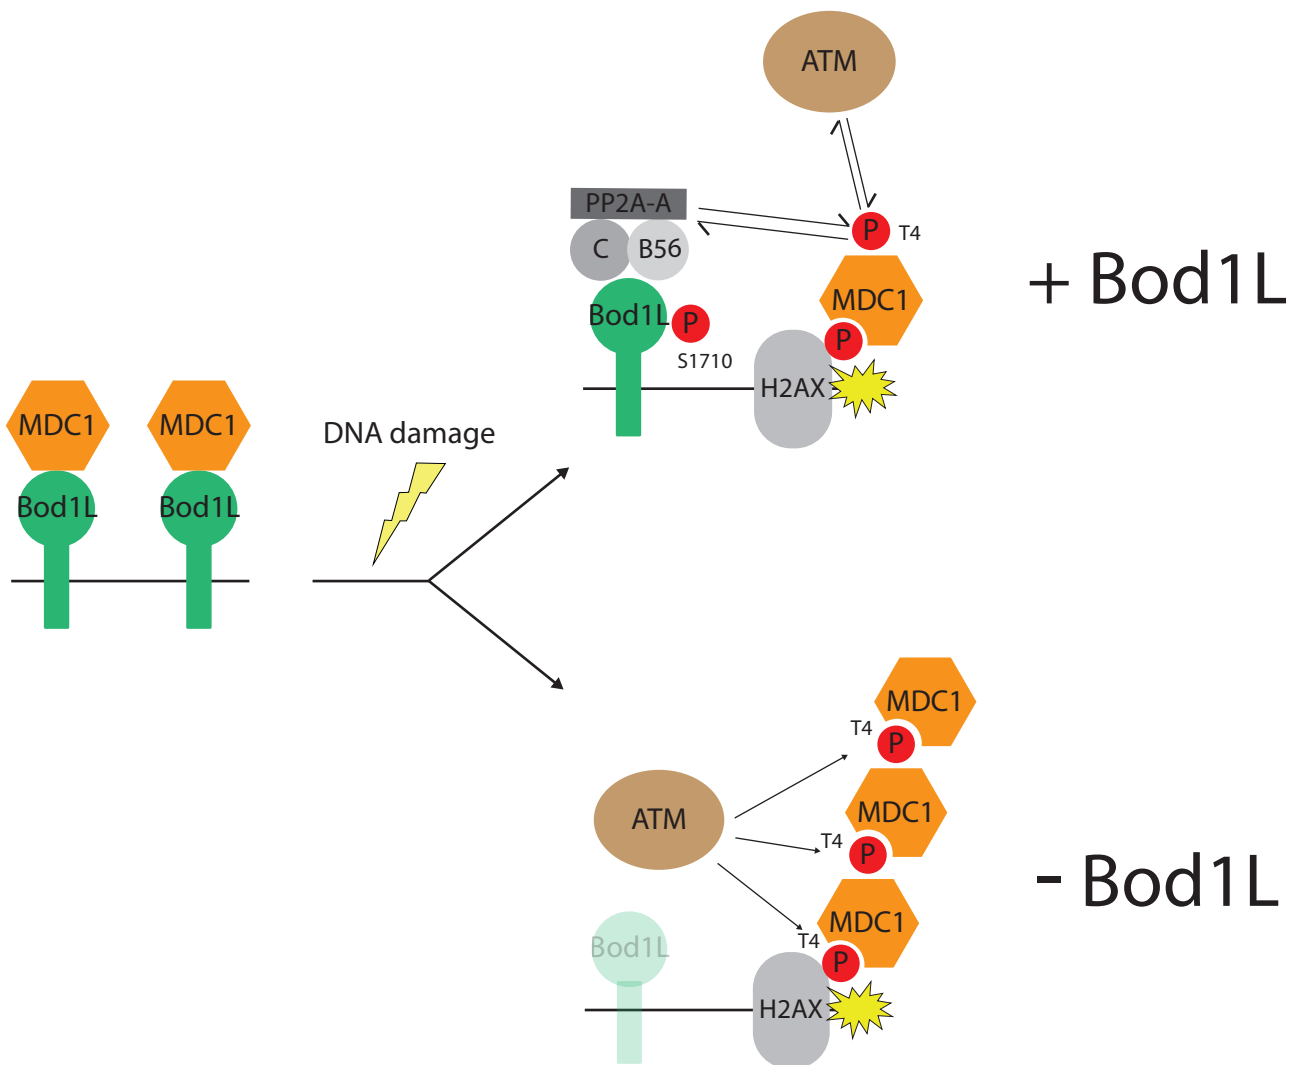 ATM
PP2A-A
C
B56
P
T4
Bod1L
P
S1710
MDC1
P
H2AX
+ Bod1L
MDC1
MDC1
Bod1L
Bod1L
DNA damage
MDC1
T4
P
ATM
MDC1
T4
P
MDC1
T4
P
Bod1L
H2AX
- Bod1L